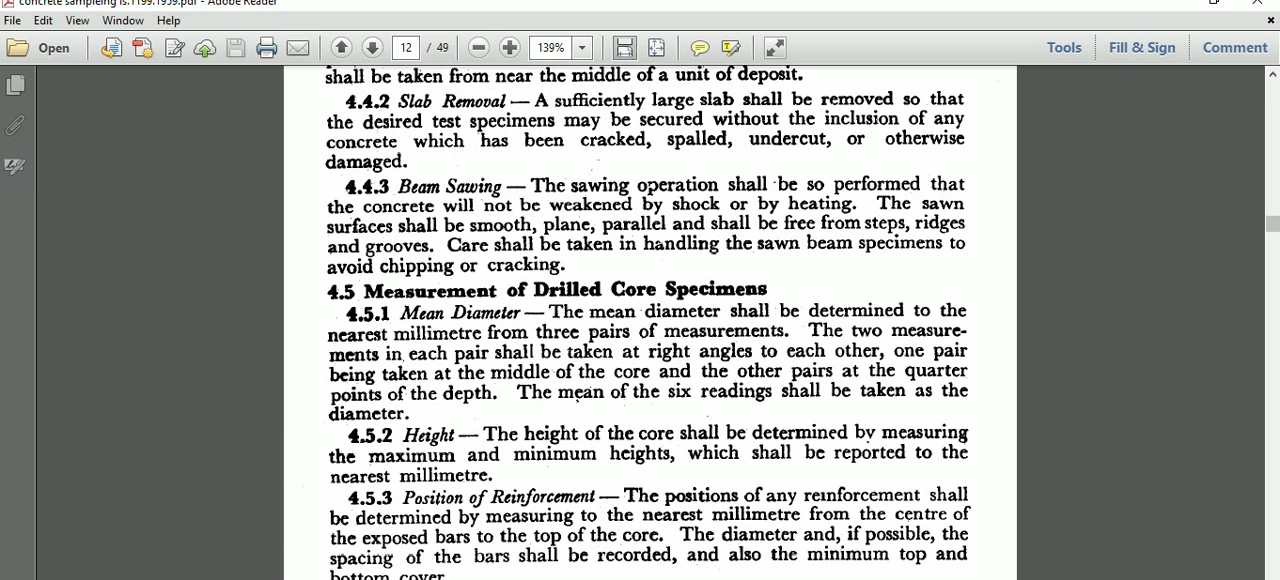 concrete sampleing is.1199.1959.pdf - Adobe Reader
File Edit View Window Help
Open 12 / 49 139% Tools Fill & Sign Comment
shall be taken from near the middle of a unit of deposit.
4.4.2 Slab Removal — A sufficiently large slab shall be removed so that
the desired test specimens may be secured without the inclusion of any
concrete which has been cracked, spalled, undercut, or otherwise
damaged.
4.4.3 Beam Sawing — The sawing operation shall be so performed that
the concrete will not be weakened by shock or by heating. The sawn
surfaces shall be smooth, plane, parallel and shall be free from steps, ridges
and grooves. Care shall be taken in handling the sawn beam specimens to
avoid chipping or cracking.
4.5 Measurement of Drilled Core Specimens
4.5.1 Mean Diameter — The mean diameter shall be determined to the
nearest millimetre from three pairs of measurements. The two measure-
ments in each pair shall be taken at right angles to each other, one pair
being taken at the middle of the core and the other pairs at the quarter
points of the depth. The mean of the six readings shall be taken as the
diameter.
4.5.2 Height — The height of the core shall be determined by measuring
the maximum and minimum heights, which shall be reported to the
nearest millimetre.
4.5.3 Position of Reinforcement — The positions of any reinforcement shall
be determined by measuring to the nearest millimetre from the centre of
the exposed bars to the top of the core. The diameter and, if possible, the
spacing of the bars shall be recorded, and also the minimum top and
bottom cover